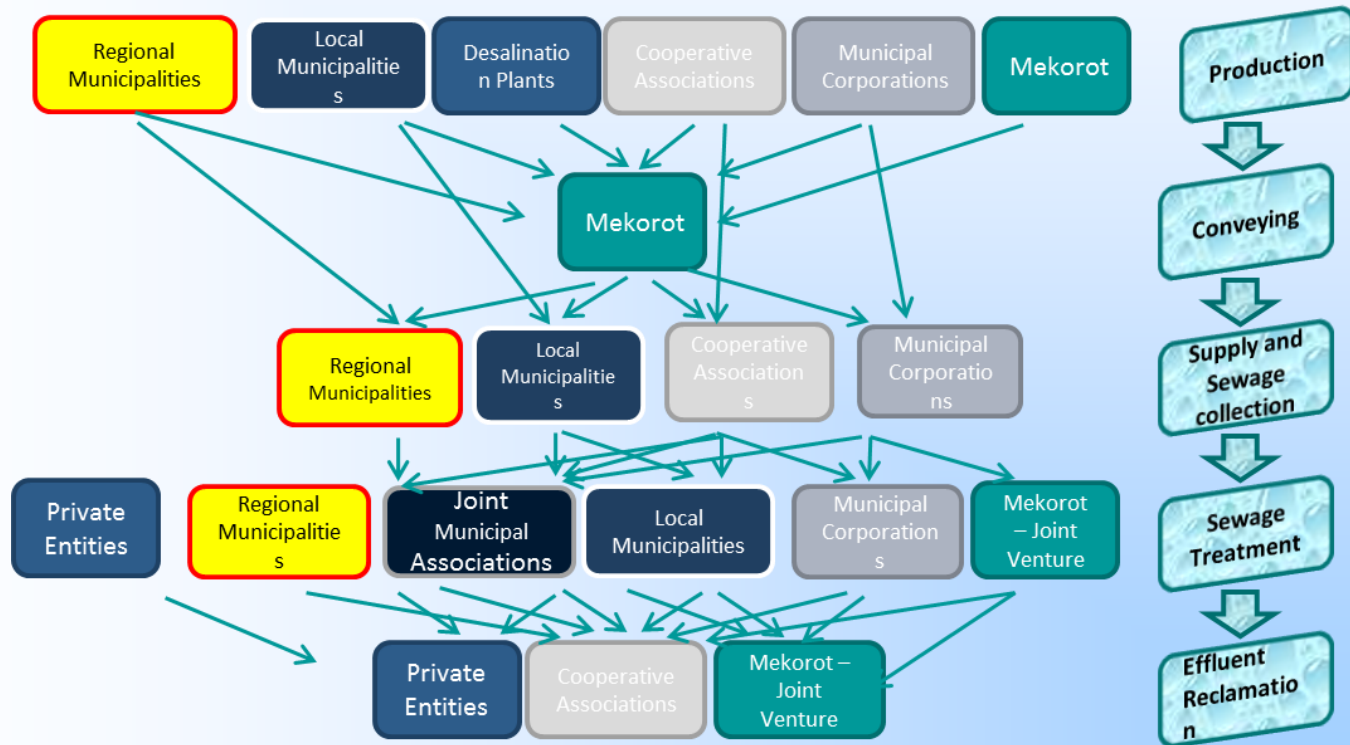 Regional
Municipalities
Local
Municipalitie
s
Desalinatio
n Plants
Cooperative
Associations
Municipal
Corporations
Mekorot
Production
Mekorot
Conveying
Regional
Municipalities
Local
Municipalitie
s
Cooperative
Association
s
Municipal
Corporatio
ns
Supply and
Sewage
collection
Private
Entities
Regional
Municipalitie
s
Joint
Municipal
Associations
Local
Municipalities
Municipal
Corporation
s
Mekorot
– Joint
Venture
Sewage
Treatment
Private
Entities
Cooperative
Associations
Mekorot –
Joint
Venture
Effluent
Reclamatio
n